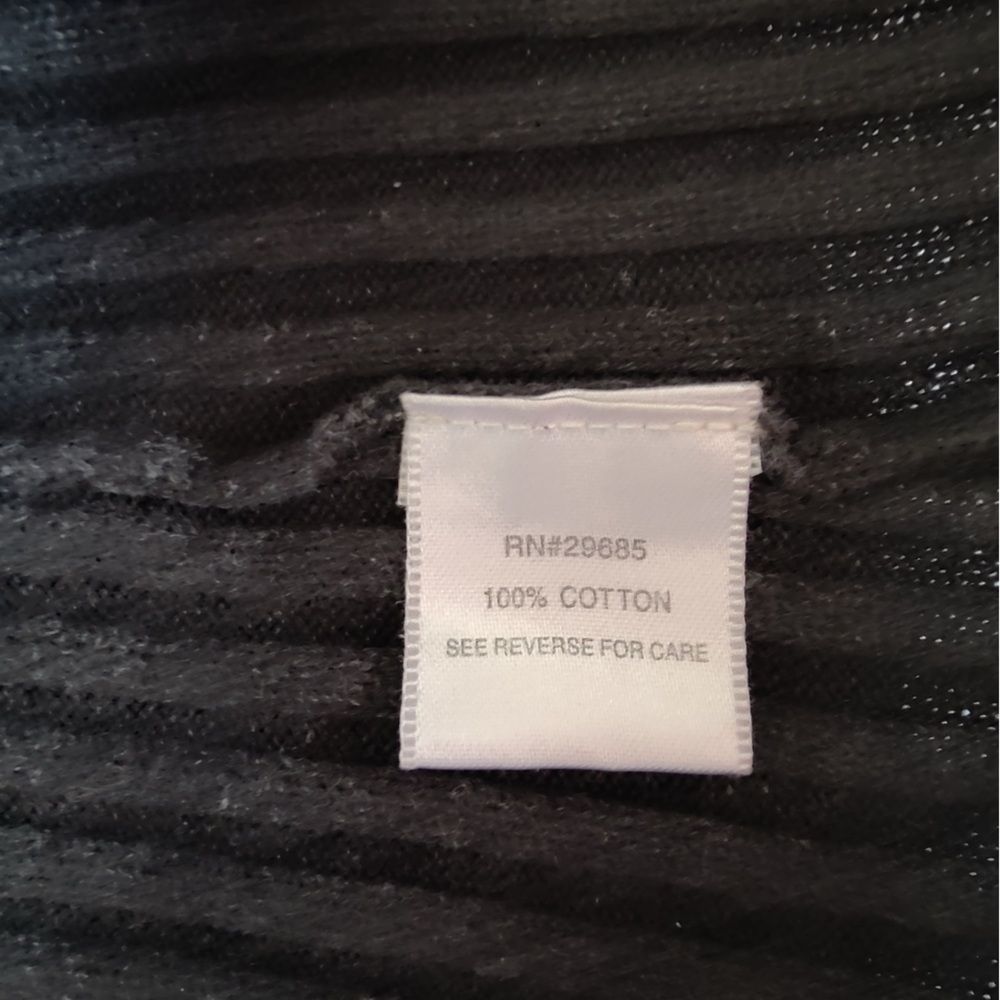 RN#29685
100% COTTON
SEE REVERSE FOR CARE